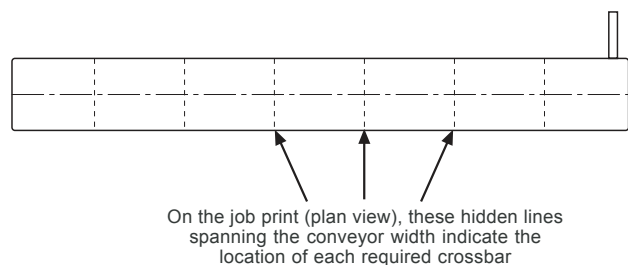 On the job print (plan view), these hidden lines
spanning the conveyor width indicate the
location of each required crossbar